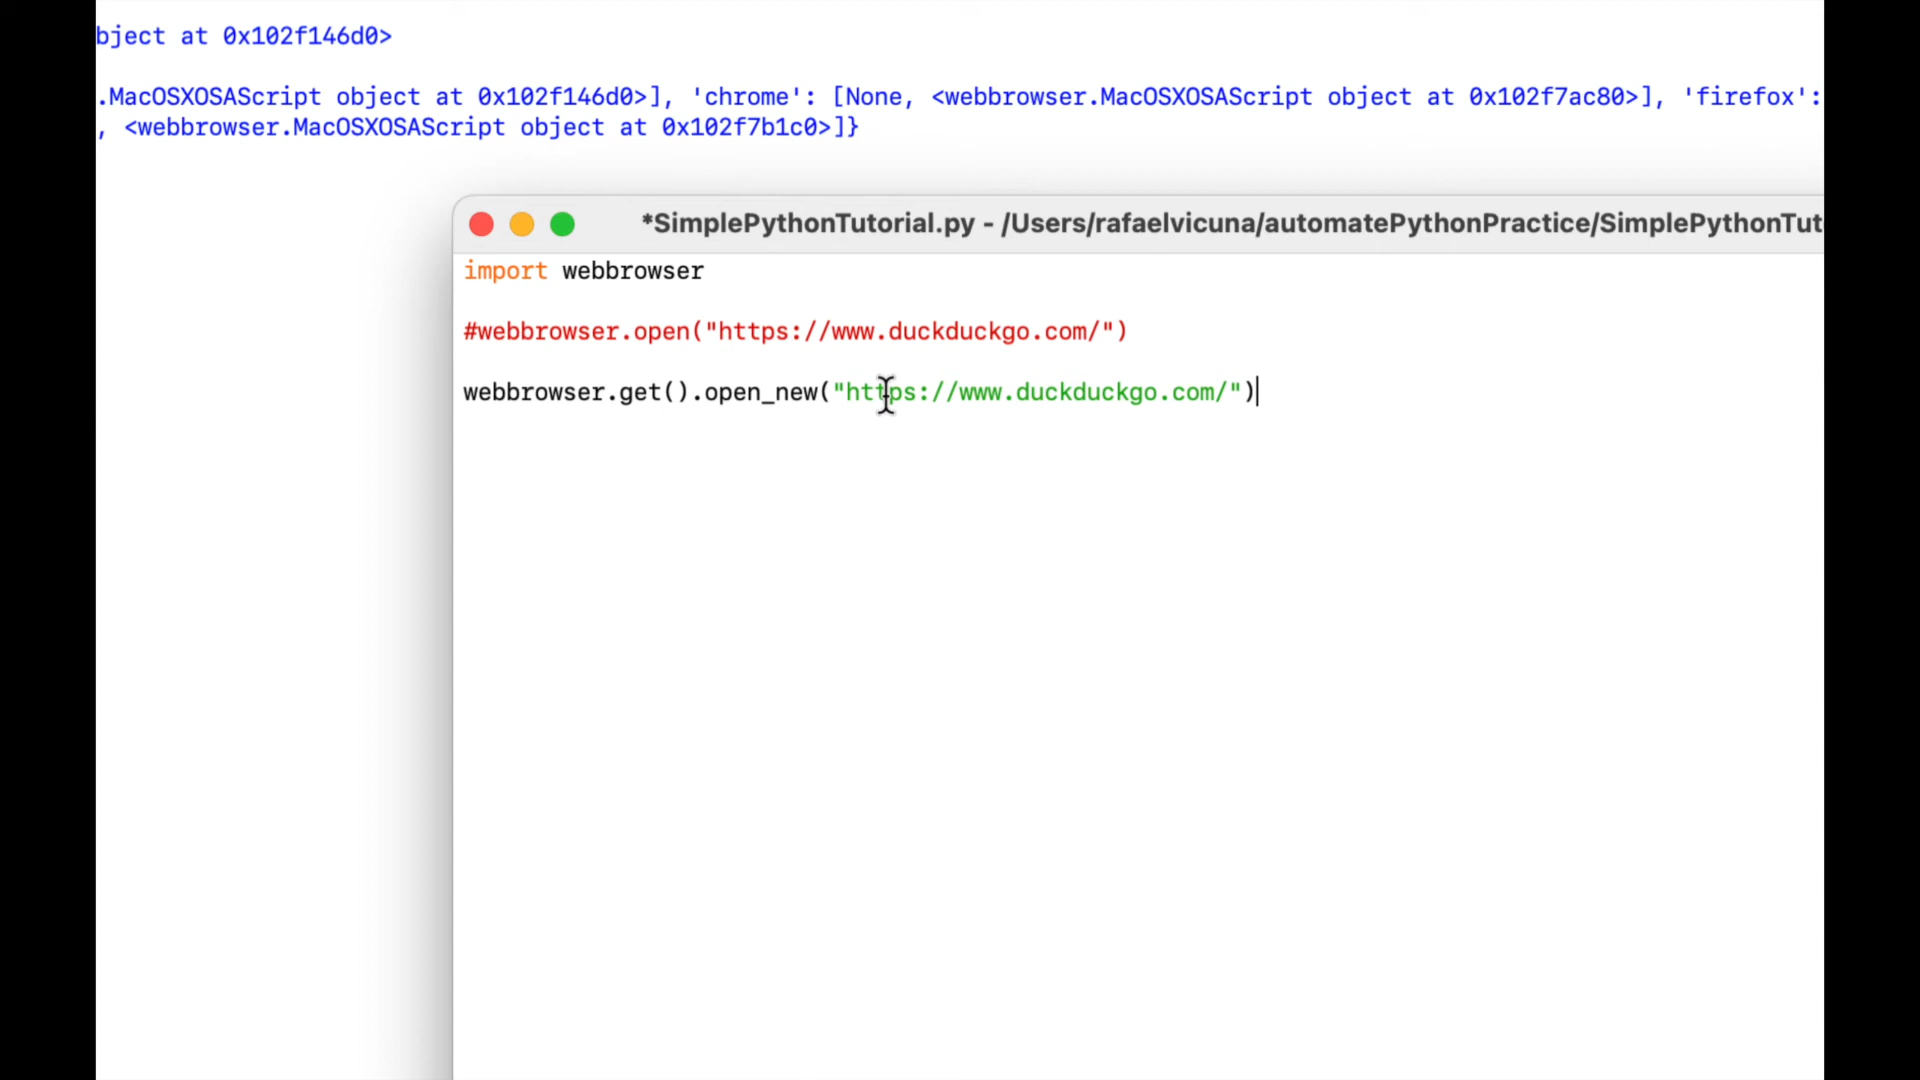 bject at 0x102f146d0>
.MacOSXOSAScript object at 0x102f146d0>], 'chrome': [None, <webbrowser.MacOSXOSAScript object at 0x102f7ac80>], 'firefox':
, <webbrowser.MacOSXOSAScript object at 0x102f7b1c0>]}
*SimplePythonTutorial.py - /Users/rafaelvicuna/automatePythonPractice/SimplePythonTut
import webbrowser
#webbrowser.open("https://www.duckduckgo.com/")
webbrowser.get().open_new("https://www.duckduckgo.com/")